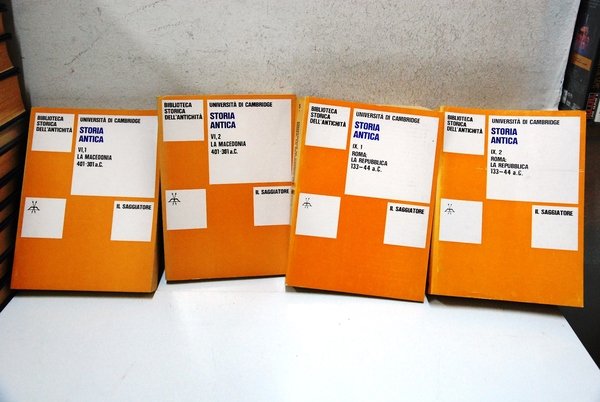 BIBLIOTECA
STORICA
DELL'ANTICHITÀ
UNIVERSITÀ DI CAMBRIDGE
STORIA
ANTICA
VI, 1
LA MACEDONIA
401-301 a.C.
IL SAGGIATORE
BIBLIOTECA
STORICA
DELL'ANTICHITÀ
UNIVERSITÀ DI CAMBRIDGE
STORIA
ANTICA
VI, 2
LA MACEDONIA
401-301 a.C.
IL SAGGIATORE
BIBLIOTECA
STORICA
DELL'ANTICHITÀ
UNIVERSITÀ DI CAMBRIDGE
STORIA
ANTICA
IX, 1
ROMA:
LA REPUBBLICA
133-44 a.C.
IL SAGGIATORE
BIBLIOTECA
STORICA
DELL'ANTICHITÀ
UNIVERSITÀ DI CAMBRIDGE
STORIA
ANTICA
IX, 2
ROMA:
LA REPUBBLICA
133-44 a.C.
IL SAGGIATORE